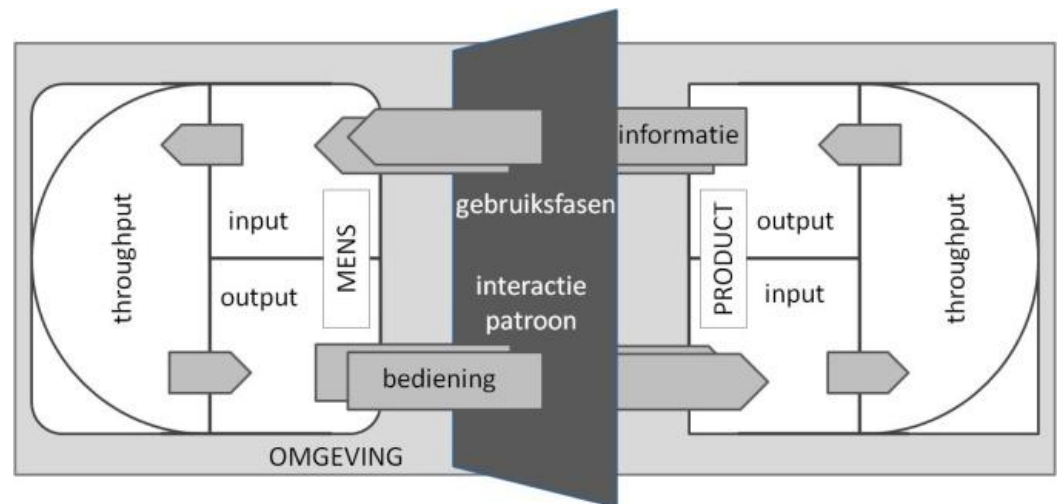 informatie
throughput
input
output
MENS
gebruiksfasen
interactie
patroon
PRODUCT
output
input
throughput
bediening
OMGEVING